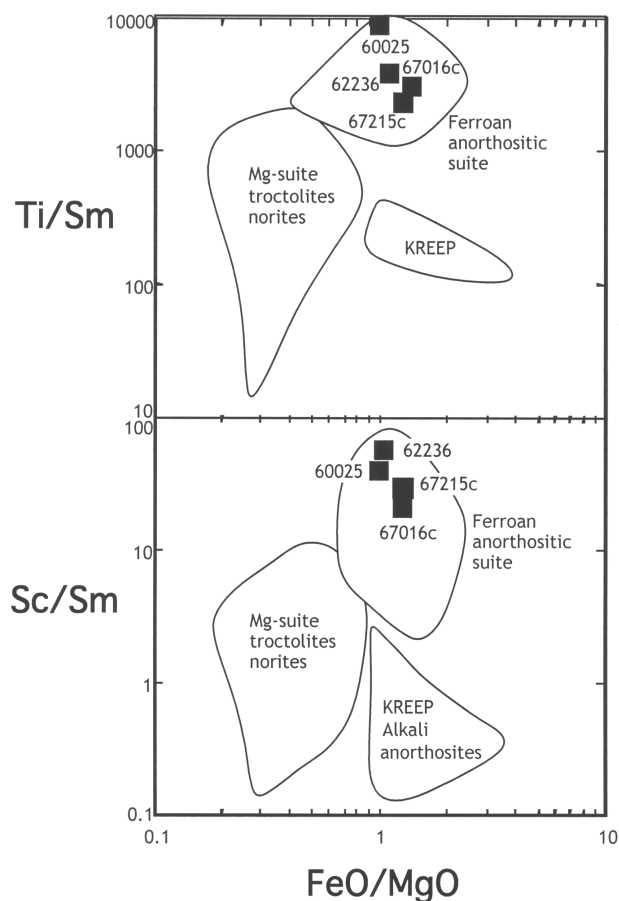 10000
60025
67016c
62236
67215c
Ferroan
anorthositic
suite
1000
Mg-suite
troctolites
norites
Ti/Sm
KREEP
100
10
100
62236
60025
67215c
67016c
Ferroan
anorthositic
suite
10
Sc/Sm
Mg-suite
troctolites
norites
1
KREEP
Alkali
anorthosites
0.1
0.1
1
10
FeO/MgO